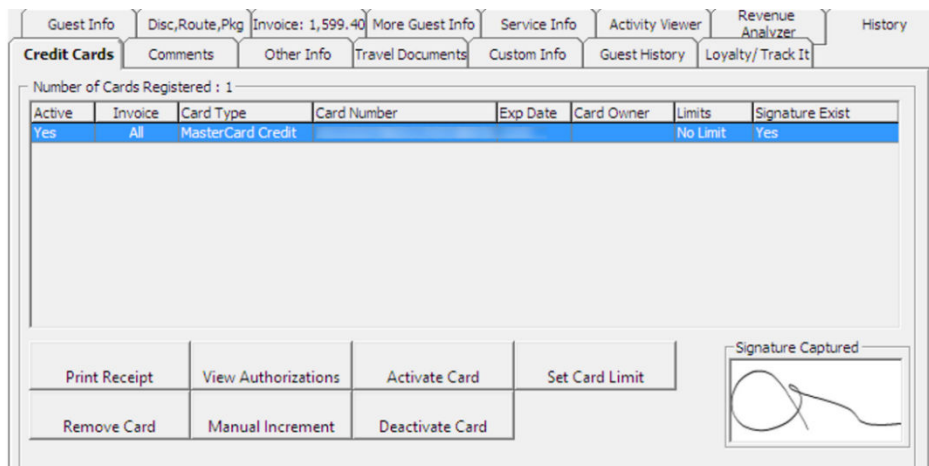 Guest Info Disc,Route,Pkg Invoice: 1,599.40 More Guest Info Service Info Activity Viewer Revenue Analyzer History
Credit Cards Comments Other Info Travel Documents Custom Info Guest History Loyalty/ Track It
Number of Cards Registered : 1
Active Invoice Card Type Card Number Exp Date Card Owner Limits Signature Exist
Yes All MasterCard Credit No Limit Yes
Signature Captured
Print Receipt View Authorizations Activate Card Set Card Limit
Remove Card Manual Increment Deactivate Card